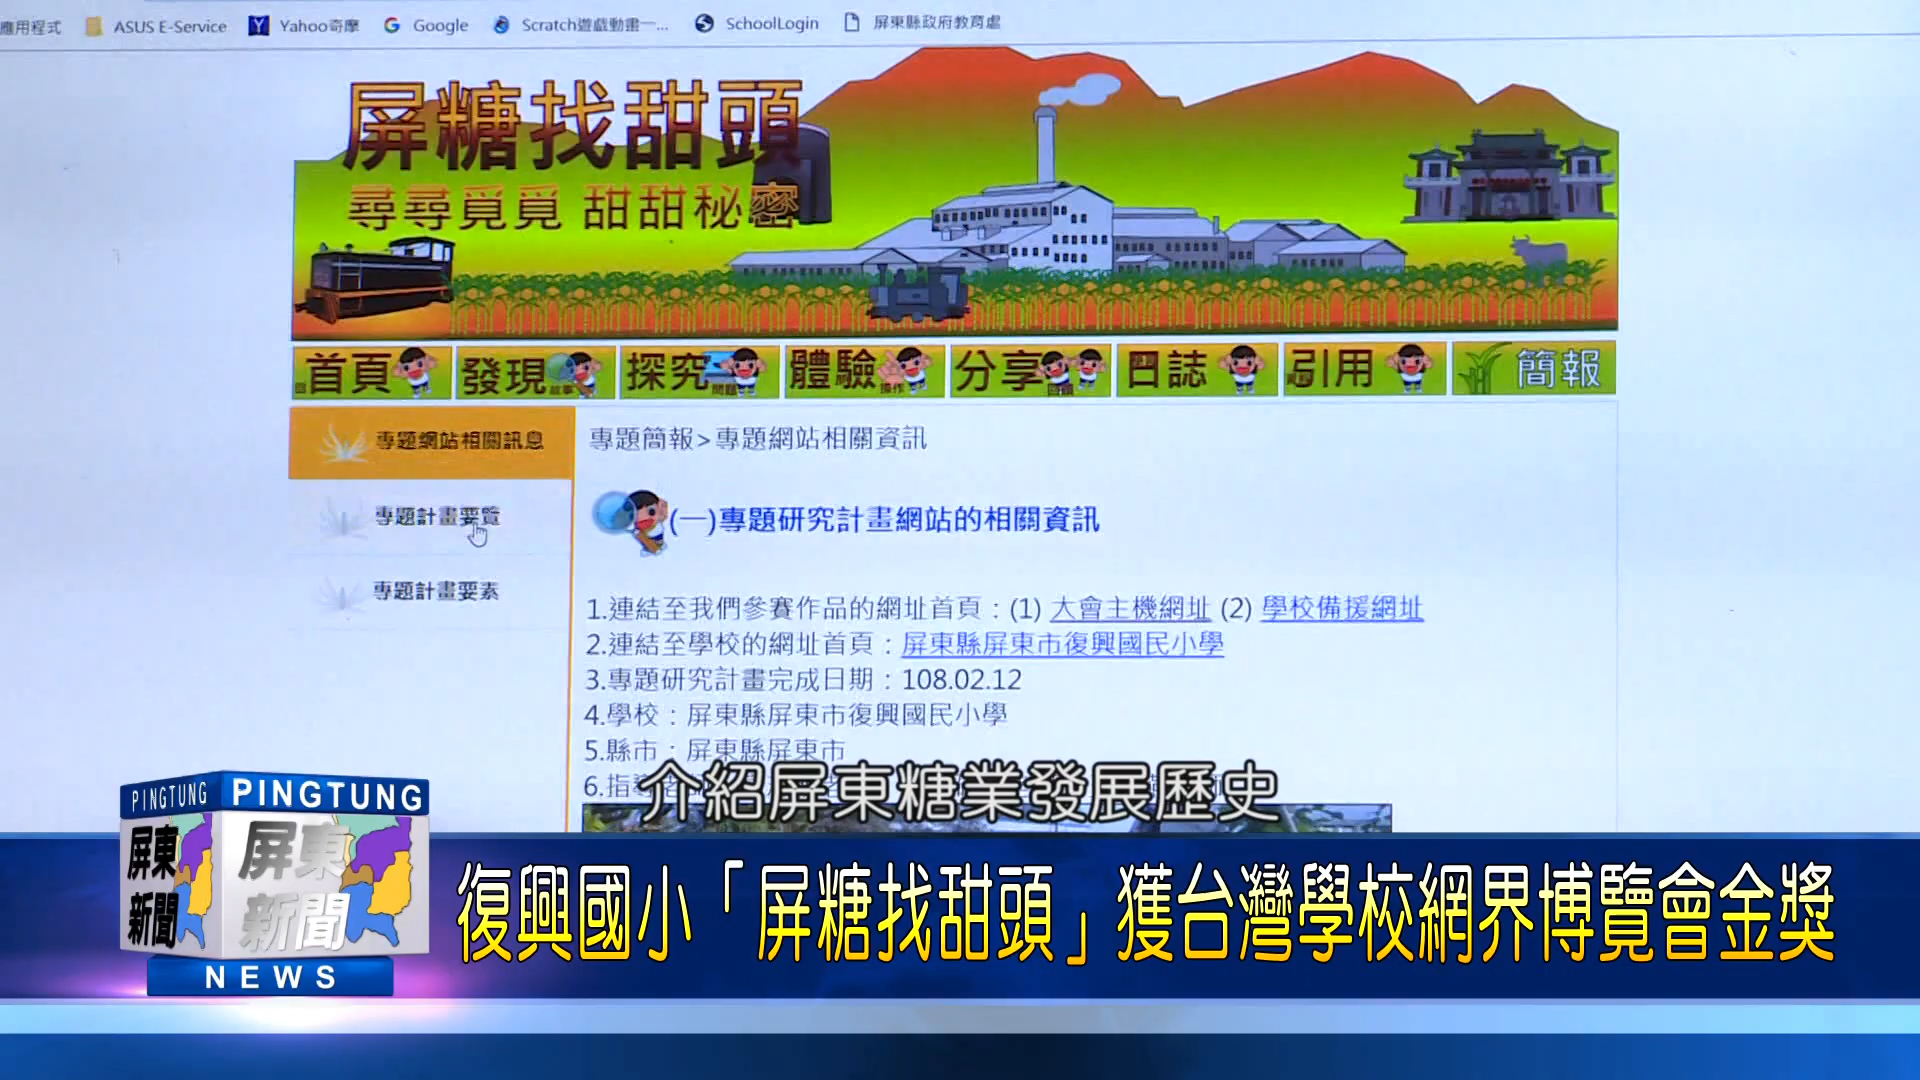 應用程式 ASUS E-Service Yahoo奇摩 Google Scratch遊戲動畫一... SchoolLogin 屏東縣政府教育處
屏糖找甜頭
尋尋覓覓 甜甜秘密
首頁 發現故事 探究問題 體驗操作 分享回饋 日誌 引用 簡報
專題網站相關訊息
專題計畫要覽
專題計畫要素
專題簡報>專題網站相關資訊
(一)專題研究計畫網站的相關資訊
1.連結至我們參賽作品的網址首頁：(1) 大會主機網址 (2) 學校備援網址
2.連結至學校的網址首頁：屏東縣屏東市復興國民小學
3.專題研究計畫完成日期：108.02.12
4.學校：屏東縣屏東市復興國民小學
5.縣市：屏東縣屏東市
6.指導
介紹屏東糖業發展歷史
PINGTUNG PINGTUNG
屏東新聞 屏東新聞
NEWS
復興國小「屏糖找甜頭」獲台灣學校網界博覽會金獎